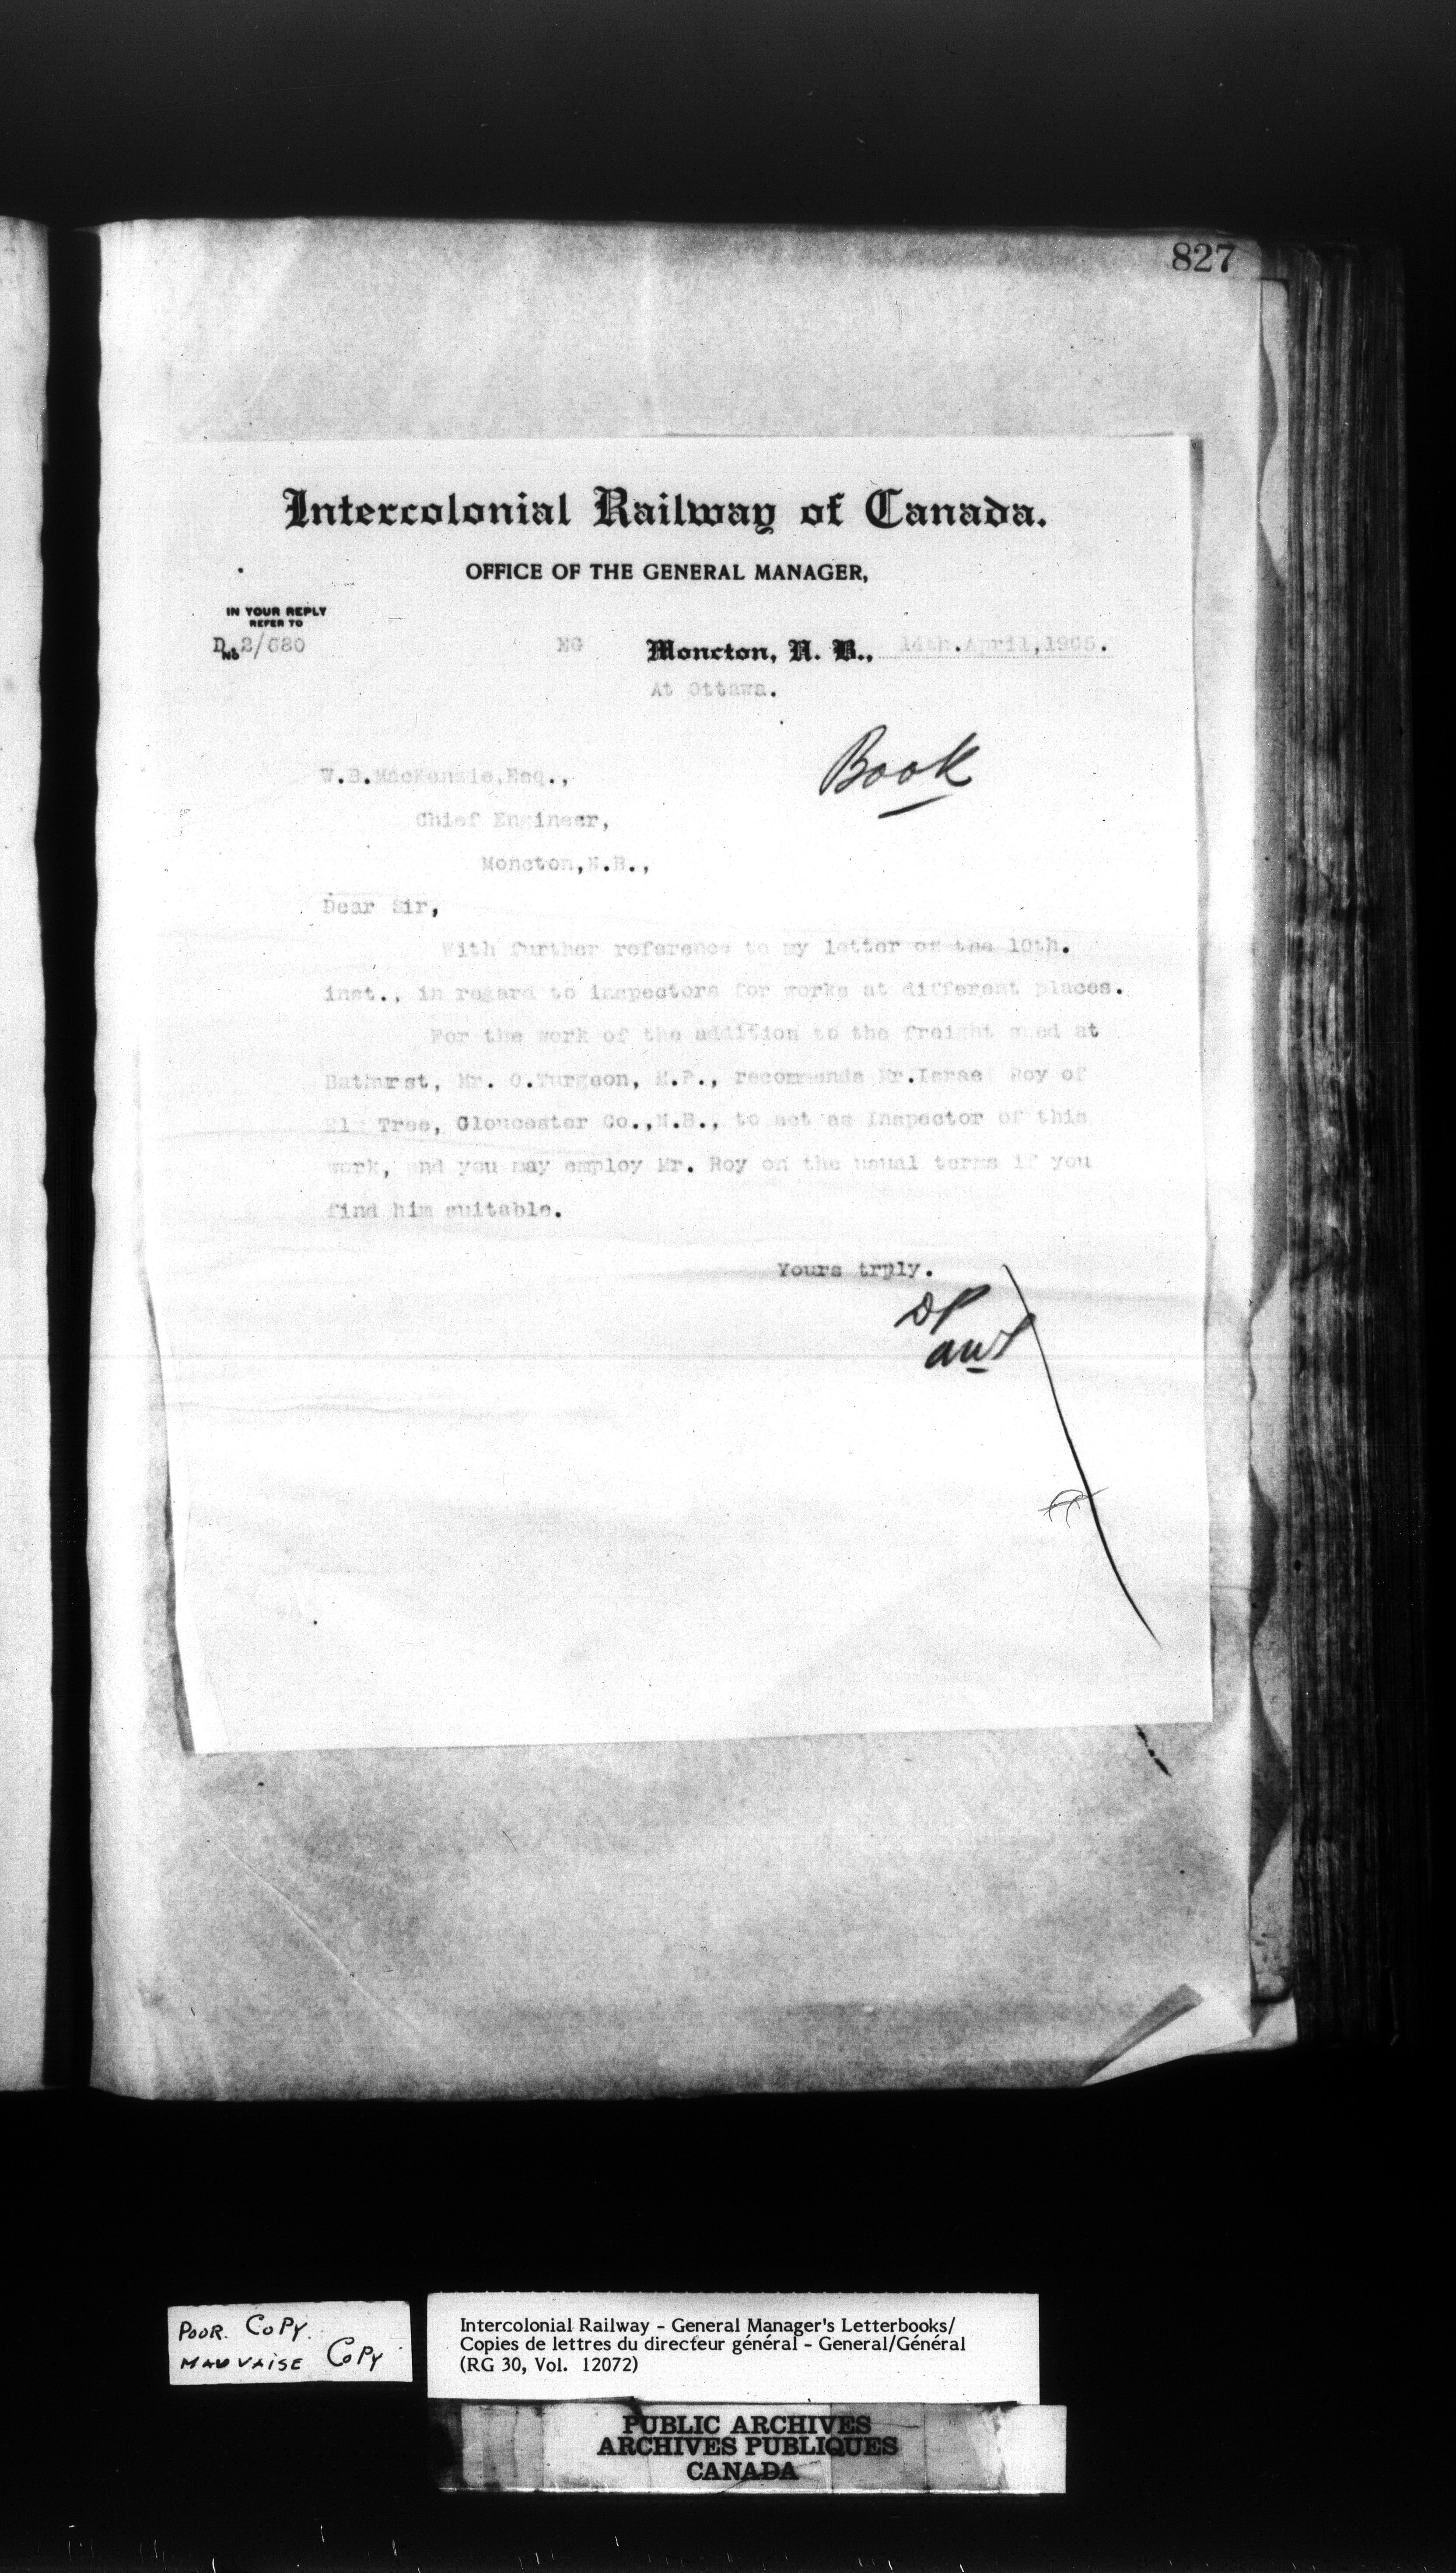 827
Intercolonial Railway of Canada.
OFFICE OF THE GENERAL MANAGER,
IN YOUR REPLY
REFER TO
No D.2/680 EG Moncton, N. B., 14th.April,1905.
At Ottawa.
Book
W.B.MacKenzie,Esq.,
Chief Engineer,
Moncton,N.B.,
Dear Sir,
With further reference to my letter of the 10th.
inst., in regard to inspectors for works at different places.
For the work of the addition to the freight shed at
Bathurst, Mr. O.Turgeon, M.P., recommends Mr.Israel Roy of
Elm Tree, Gloucester Co.,N.B., to act as Inspector of this
work, and you may employ Mr. Roy on the usual terms if you
find him suitable.
Yours trply.
DP
POOR COPY.
MAUVAISE COPY
Intercolonial Railway - General Manager's Letterbooks/
Copies de lettres du directeur général - General/Général
(RG 30, Vol. 12072)
PUBLIC ARCHIVES
ARCHIVES PUBLIQUES
CANADA